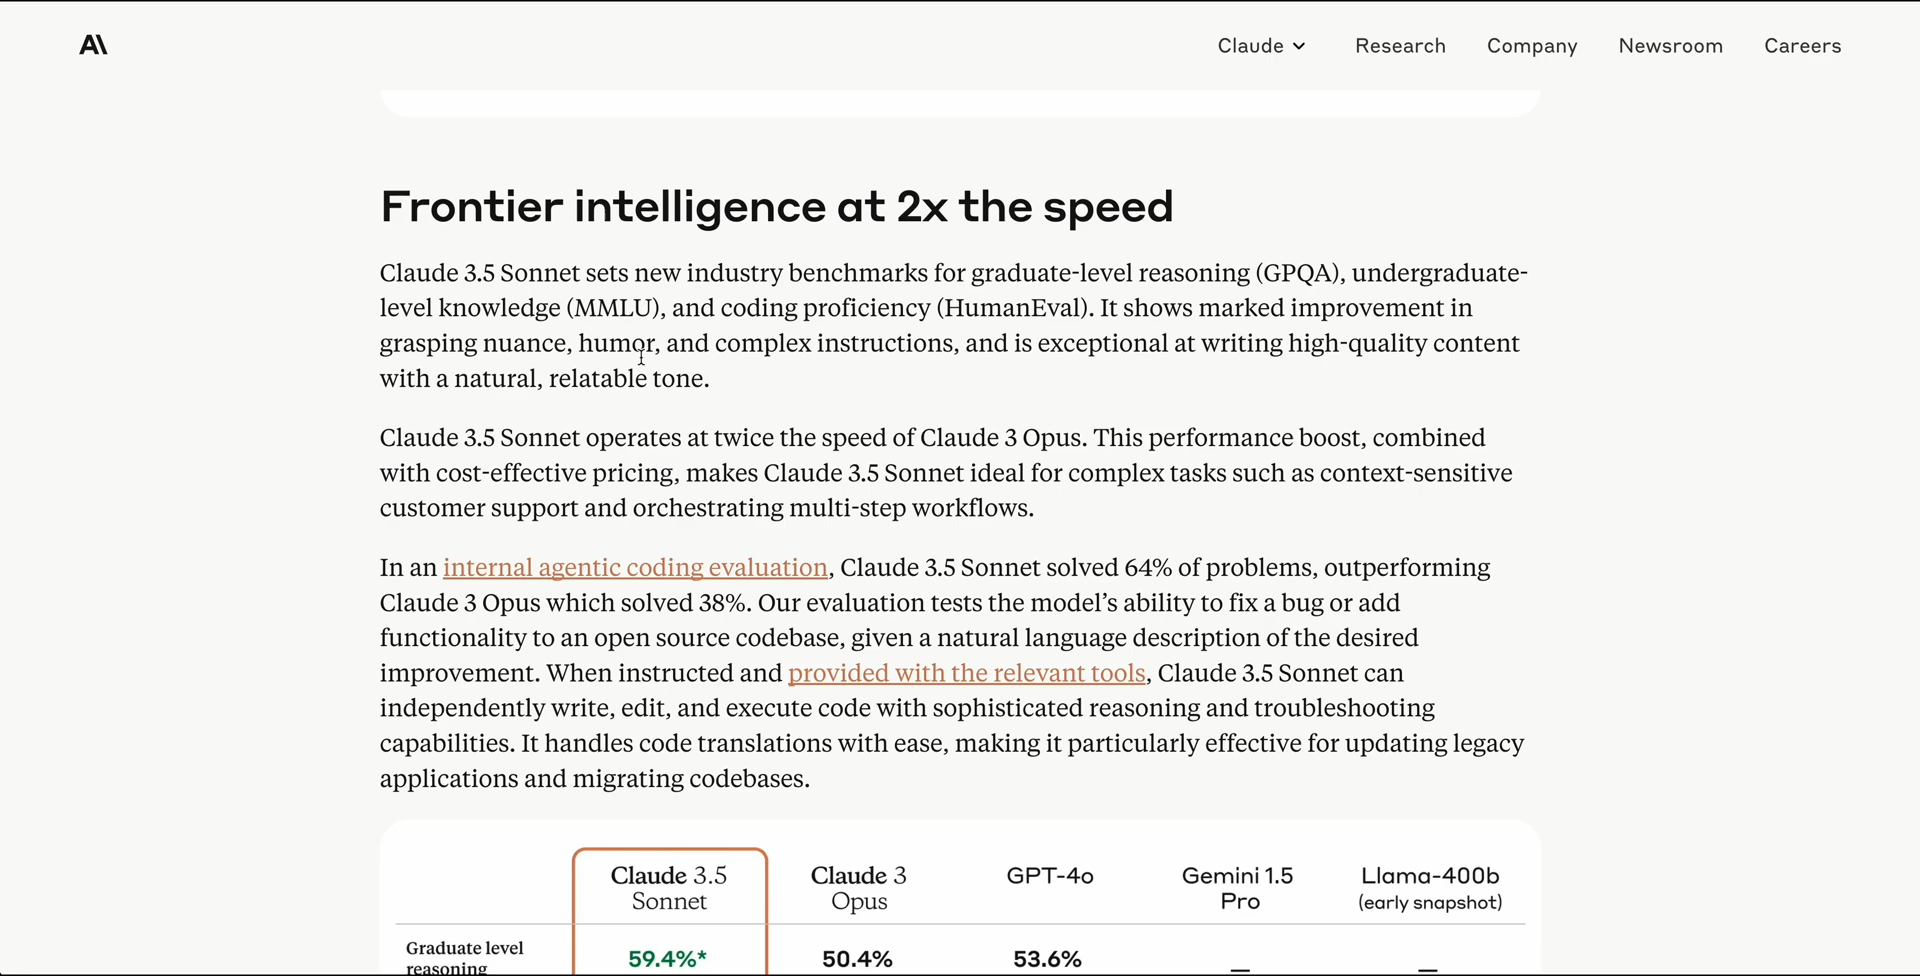 A\
Claude
Research
Company
Newsroom
Careers
Frontier intelligence at 2x the speed
Claude 3.5 Sonnet sets new industry benchmarks for graduate-level reasoning (GPQA), undergraduate-
level knowledge (MMLU), and coding proficiency (HumanEval). It shows marked improvement in
grasping nuance, humor, and complex instructions, and is exceptional at writing high-quality content
with a natural, relatable tone.
Claude 3.5 Sonnet operates at twice the speed of Claude 3 Opus. This performance boost, combined
with cost-effective pricing, makes Claude 3.5 Sonnet ideal for complex tasks such as context-sensitive
customer support and orchestrating multi-step workflows.
In an internal agentic coding evaluation, Claude 3.5 Sonnet solved 64% of problems, outperforming
Claude 3 Opus which solved 38%. Our evaluation tests the model’s ability to fix a bug or add
functionality to an open source codebase, given a natural language description of the desired
improvement. When instructed and provided with the relevant tools, Claude 3.5 Sonnet can
independently write, edit, and execute code with sophisticated reasoning and troubleshooting
capabilities. It handles code translations with ease, making it particularly effective for updating legacy
applications and migrating codebases.
Claude 3.5
Sonnet
Claude 3
Opus
GPT-4o
Gemini 1.5
Pro
Llama-400b
(early snapshot)
Graduate level
reasoning
59.4%*
50.4%
53.6%
—
—